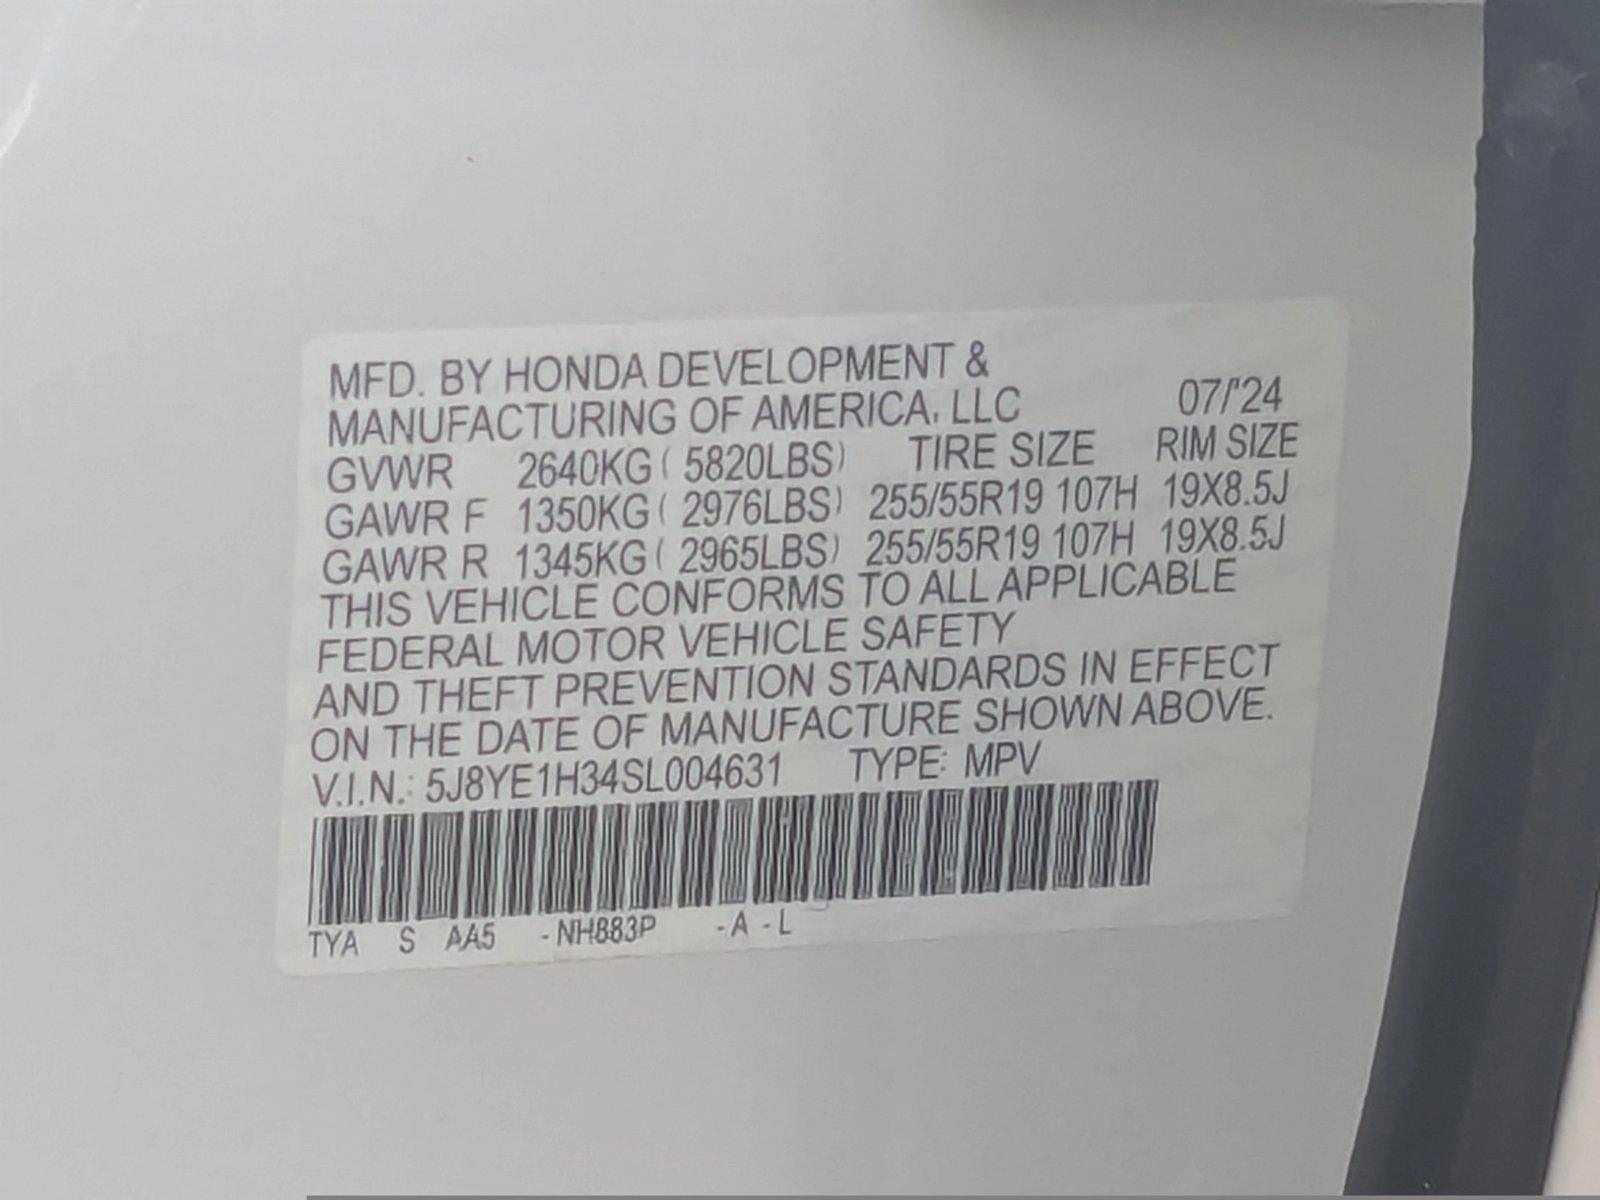 MFD. BY HONDA DEVELOPMENT &
MANUFACTURING OF AMERICA, LLC 07/'24
GVWR 2640KG ( 5820LBS) TIRE SIZE RIM SIZE
GAWR F 1350KG ( 2976LBS) 255/55R19 107H 19X8.5J
GAWR R 1345KG ( 2965LBS) 255/55R19 107H 19X8.5J
THIS VEHICLE CONFORMS TO ALL APPLICABLE
FEDERAL MOTOR VEHICLE SAFETY
AND THEFT PREVENTION STANDARDS IN EFFECT
ON THE DATE OF MANUFACTURE SHOWN ABOVE.
V.I.N.: 5J8YE1H34SL004631 TYPE: MPV
TYA S AA5 -NH883P -A -L